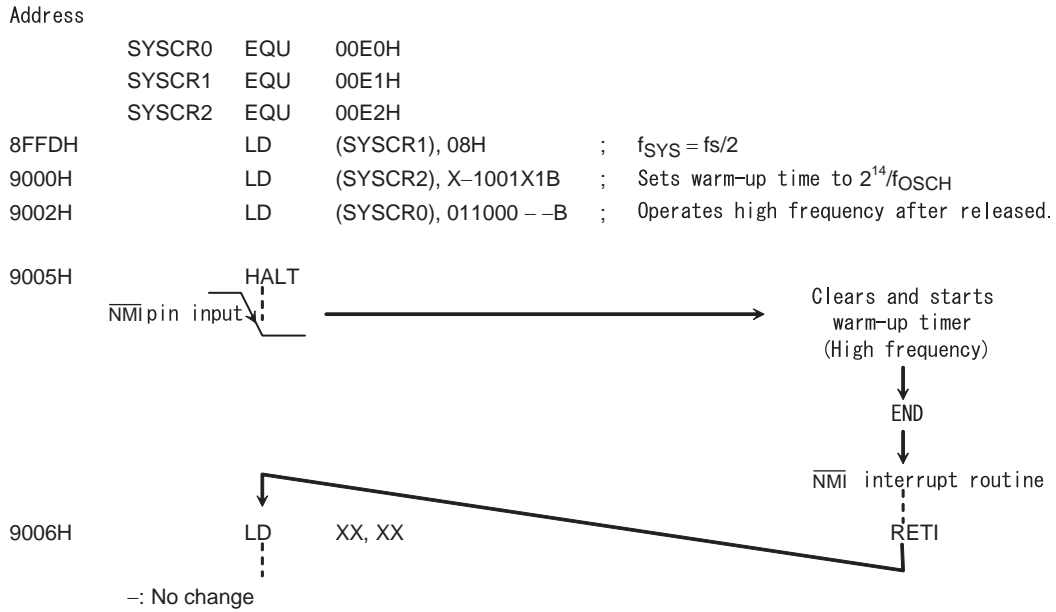 Address
SYSCR0 EQU 00E0H
SYSCR1 EQU 00E1H
SYSCR2 EQU 00E2H
8FFDH LD (SYSCR1), 08H ; fSYS = fs/2
9000H LD (SYSCR2), X–1001X1B ; Sets warm-up time to 2^14/fOSCH
9002H LD (SYSCR0), 011000 – –B ; Operates high frequency after released.
9005H HALT
NMI pin input
Clears and starts
warm-up timer
(High frequency)
END
NMI interrupt routine
9006H LD XX, XX RETI
–: No change